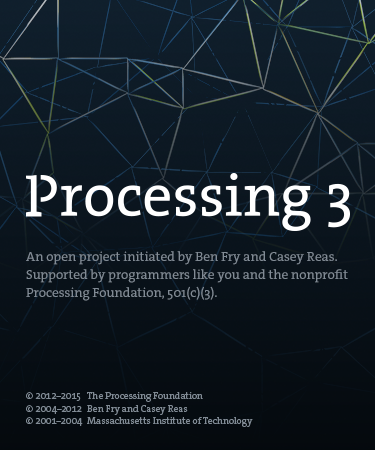 Processing 3
An open project initiated by Ben Fry and Casey Reas.
Supported by programmers like you and the nonprofit
Processing Foundation, 501(c)(3).
© 2012–2015 The Processing Foundation
© 2004–2012 Ben Fry and Casey Reas
© 2001–2004 Massachusetts Institute of Technology